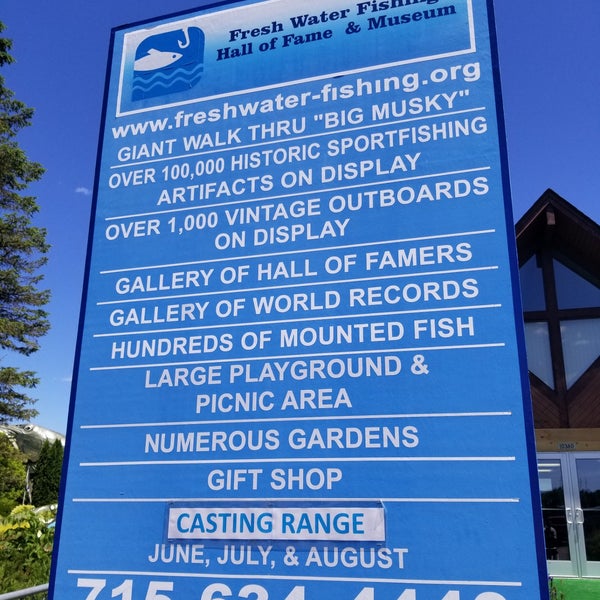 Fresh Water Fishing
Hall of Fame & Museum
www.freshwater-fishing.org
GIANT WALK THRU "BIG MUSKY"
OVER 100,000 HISTORIC SPORTFISHING
ARTIFACTS ON DISPLAY
OVER 1,000 VINTAGE OUTBOARDS
ON DISPLAY
GALLERY OF HALL OF FAMERS
GALLERY OF WORLD RECORDS
HUNDREDS OF MOUNTED FISH
LARGE PLAYGROUND &
PICNIC AREA
NUMEROUS GARDENS
GIFT SHOP
CASTING RANGE
JUNE, JULY, & AUGUST
715-634-4440